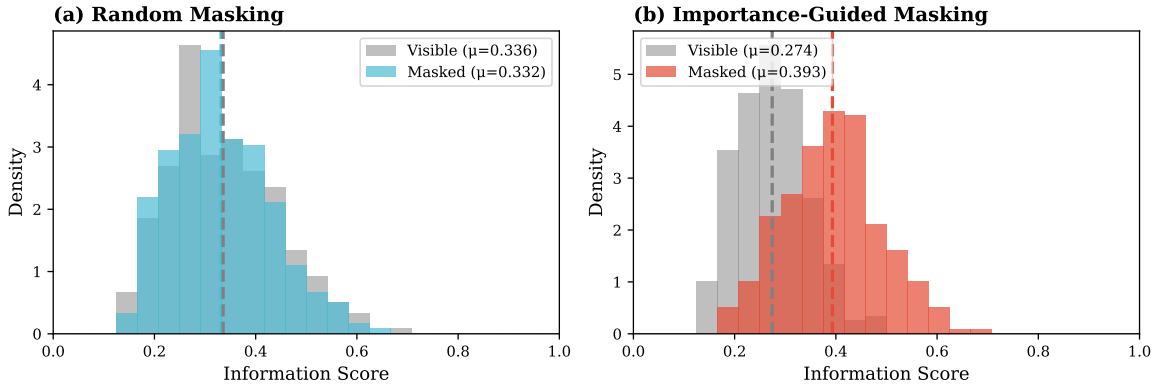 (a) Random Masking
Visible (μ=0.336)
Masked (μ=0.332)
Density
4
3
2
1
0
0.0 0.2 0.4 0.6 0.8 1.0
Information Score
(b) Importance-Guided Masking
Visible (μ=0.274)
Masked (μ=0.393)
Density
5
4
3
2
1
0
0.0 0.2 0.4 0.6 0.8 1.0
Information Score